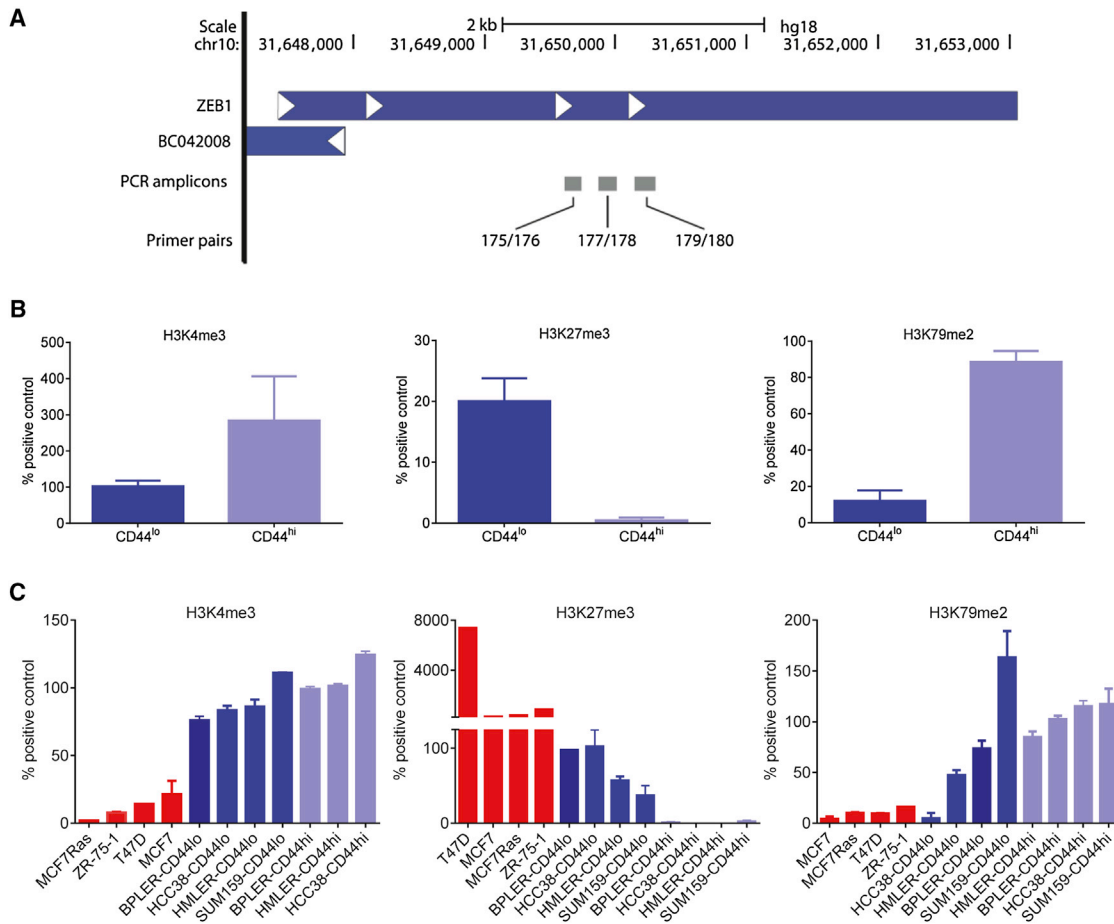 A
Scale 2 kb hg18
chr10: 31,648,000 31,649,000 31,650,000 31,651,000 31,652,000 31,653,000
ZEB1
BC042008
PCR amplicons
Primer pairs 175/176 177/178 179/180
B
H3K4me3
% positive control
500
400
300
200
100
0
CD44lo CD44hi
H3K27me3
% positive control
30
20
10
0
CD44lo CD44hi
H3K79me2
% positive control
100
80
60
40
20
0
CD44lo CD44hi
C
H3K4me3
% positive control
150
100
50
0
MCF7Ras
ZR-75-1
T47D
MCF7
BPLER-CD44lo
HCC38-CD44lo
HMLER-CD44lo
SUM159-CD44lo
BPLER-CD44hi
HMLER-CD44hi
HCC38-CD44hi
H3K27me3
% positive control
8000
4000
100
0
T47D
MCF7
MCF7Ras
ZR-75-1
BPLER-CD44lo
HCC38-CD44lo
HMLER-CD44lo
SUM159-CD44lo
BPLER-CD44hi
HCC38-CD44hi
HMLER-CD44hi
SUM159-CD44hi
H3K79me2
% positive control
200
150
100
50
0
MCF7
MCF7Ras
T47D
ZR-75-1
HCC38-CD44lo
HMLER-CD44lo
BPLER-CD44lo
SUM159-CD44lo
HMLER-CD44hi
BPLER-CD44hi
HCC38-CD44hi
SUM159-CD44hi